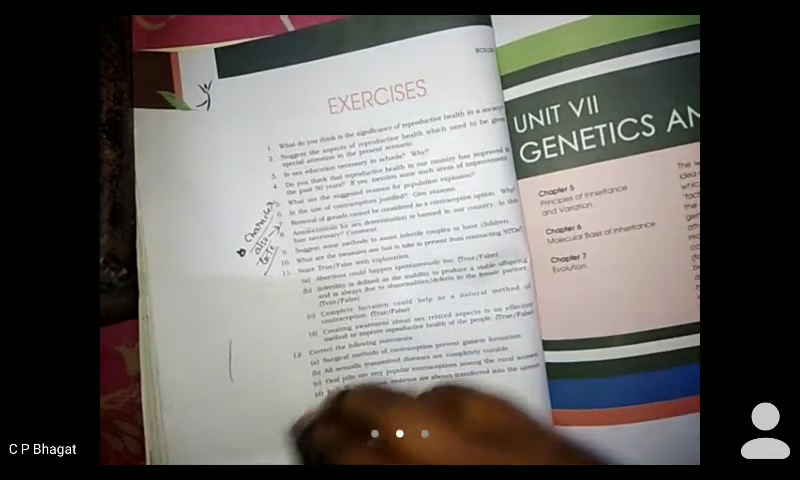 BIOLOGY
EXERCISES
1. What do you think is the significance of reproductive health in a society?
2. Suggest the aspects of reproductive health which need to be given
special attention in the present scenario.
3. Is sex education necessary in schools? Why?
4. Do you think that reproductive health in our country has improved in
the past 50 years? If yes, mention some such areas of improvement.
5. What are the suggested reasons for population explosion?
6. Is the use of contraceptives justified? Give reasons.
7. Removal of gonads cannot be considered as a contraceptive option. Why?
8. Amniocentesis for sex determination is banned in our country. Is this
ban necessary? Comment.
9. Suggest some methods to assist infertile couples to have children.
10. What are the measures one has to take to prevent from contracting STDs?
11. State True/False with explanation
(a) Abortions could happen spontaneously too. (True/False)
(b) Infertility is defined as the inability to produce a viable offspring
and is always due to abnormalities/defects in the female partner.
(True/False)
(c) Complete lactation could help as a natural method of
contraception. (True/False)
(d) Creating awareness about sex related aspects is an effective
method to improve reproductive health of the people. (True/False)
12. Correct the following statements
(a) Surgical methods of contraception prevent gamete formation.
(b) All sexually transmitted diseases are completely curable.
(c) Oral pills are very popular contraceptives among the rural women.
(d) embryos are always transferred into the uterus.
also
UNIT VII
GENETICS AN
Chapter 5
Principles of Inheritance
and Variation
Chapter 6
Molecular Basis of Inheritance
Chapter 7
Evolution
The w
idea
whic
fact
the
C P Bhagat